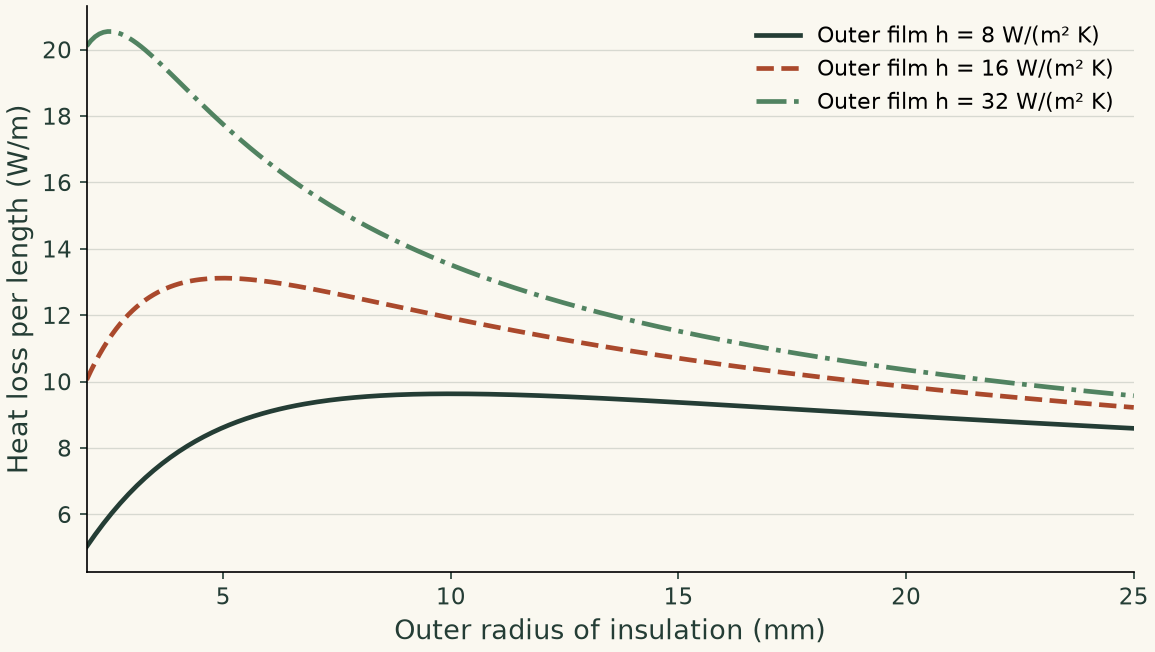 Outer film h = 8 W/(m² K)
Outer film h = 16 W/(m² K)
Outer film h = 32 W/(m² K)
Heat loss per length (W/m)
20
18
16
14
12
10
8
6
5
10
15
20
25
Outer radius of insulation (mm)